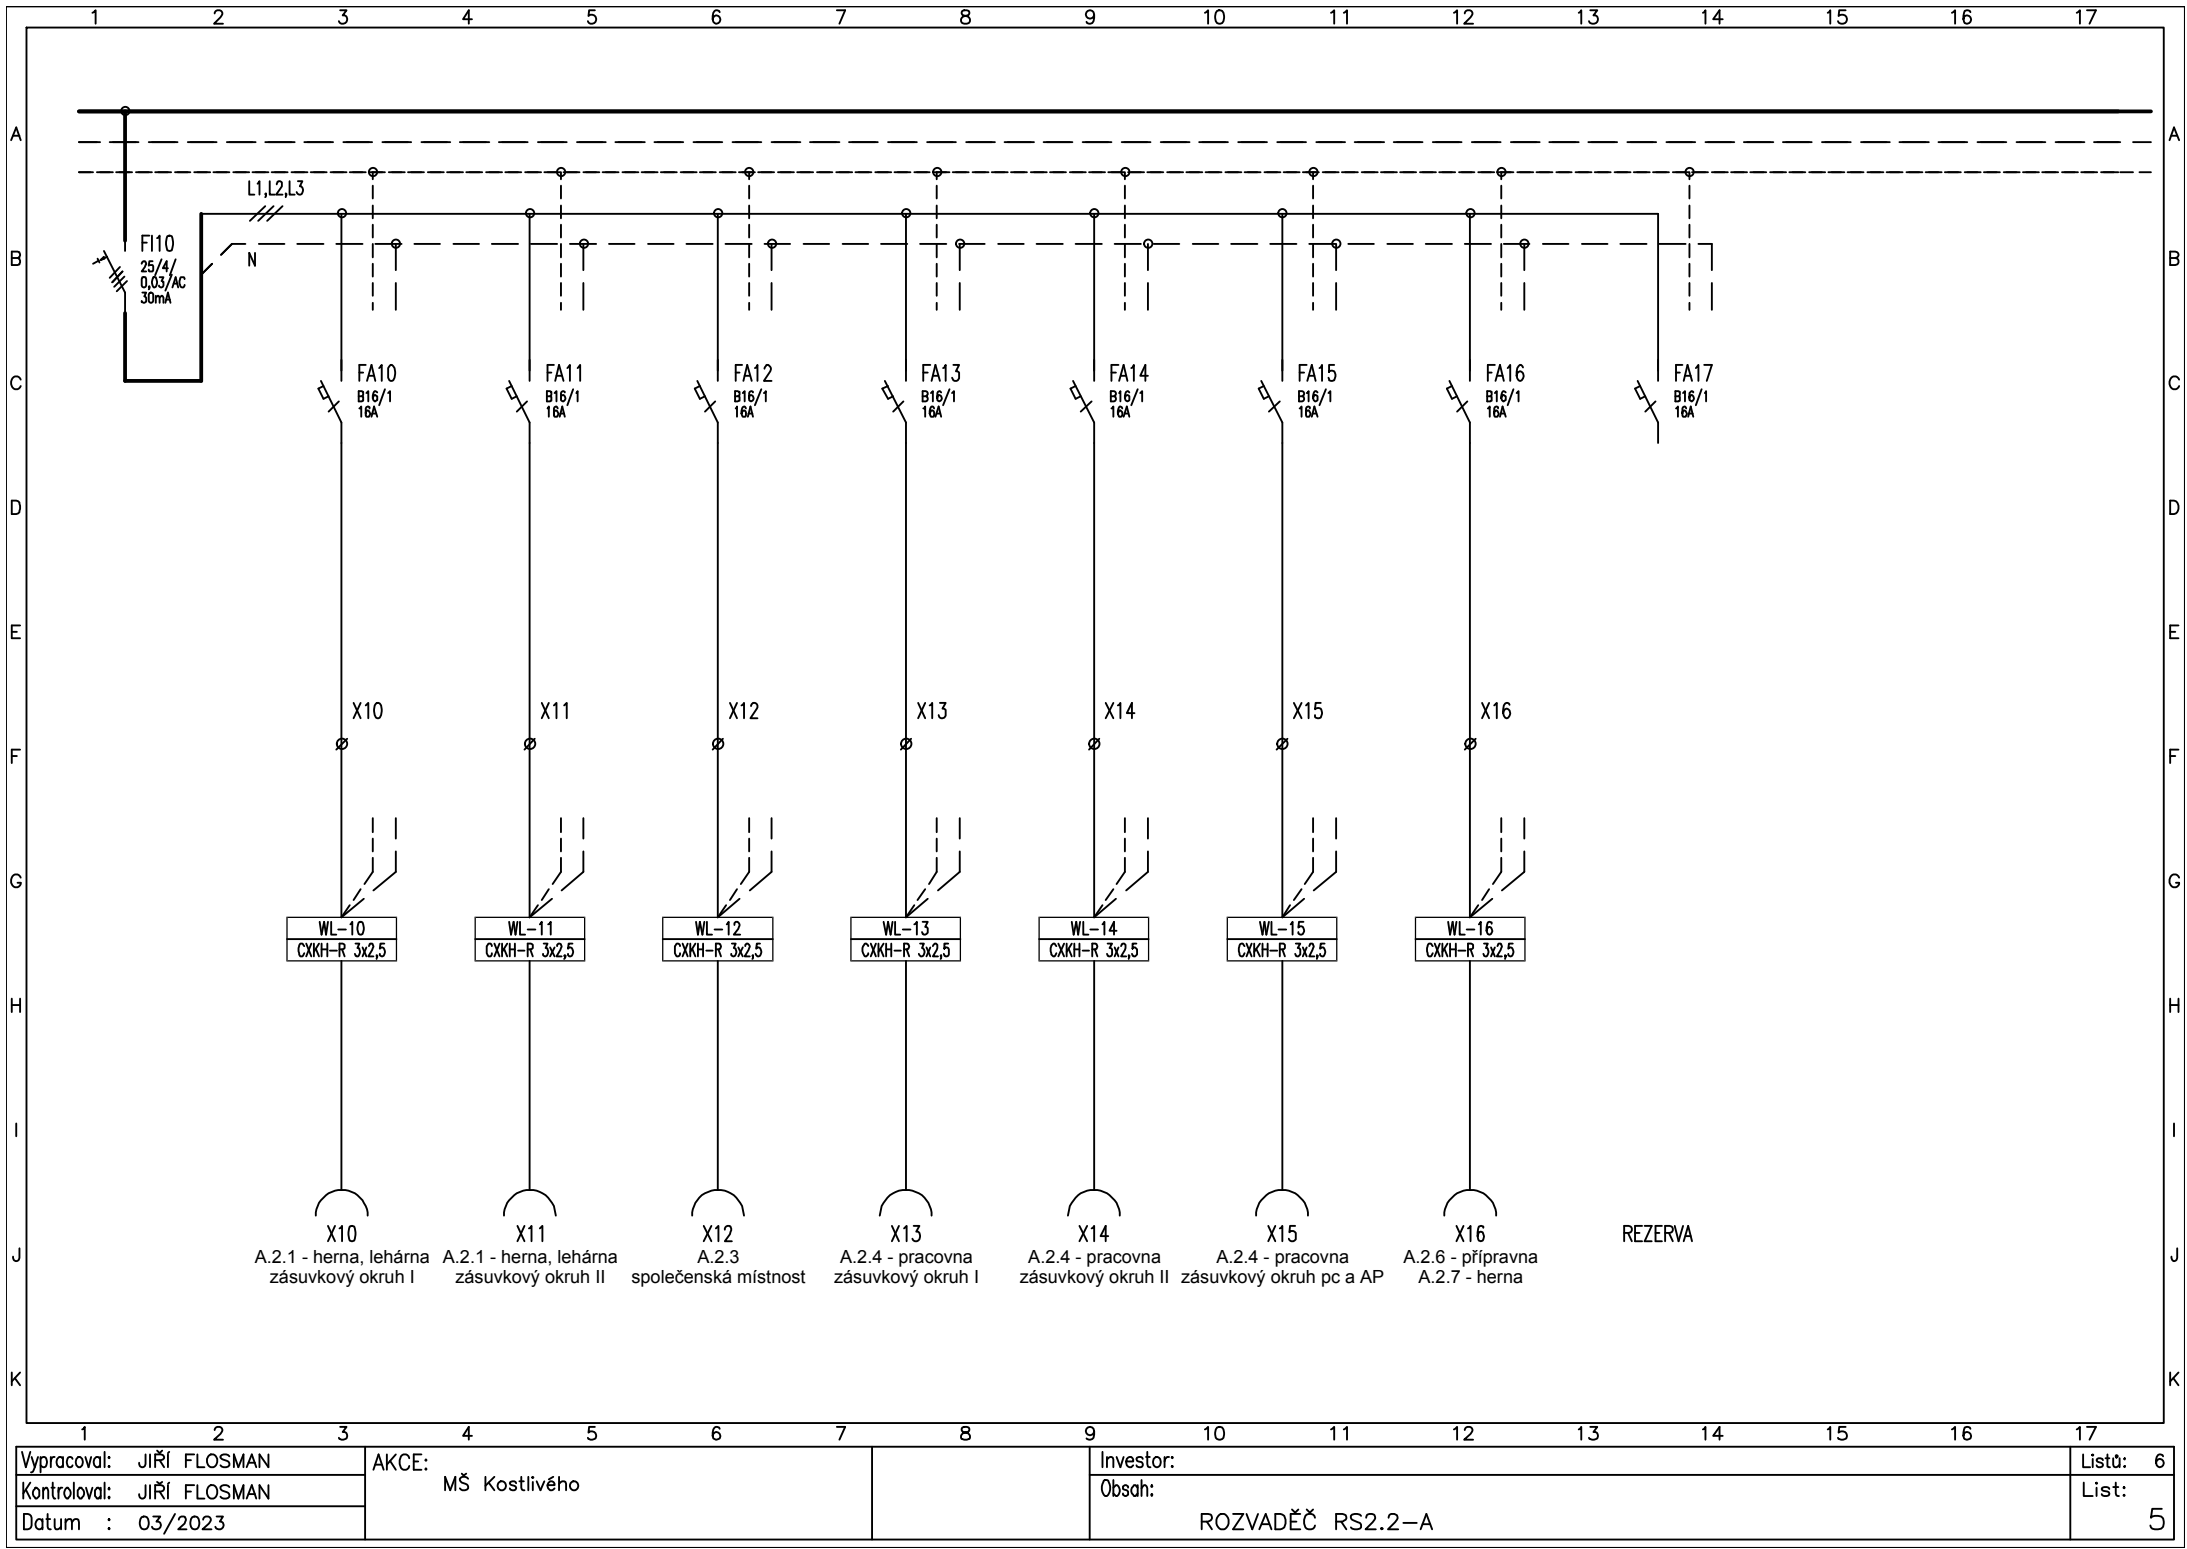 1 2 3 4 5 6 7 8 9 10 11 12 13 14 15 16 17
A A
L1,L2,L3
FI10
25/4/
0,03/AC
30mA
N
B B
C C
FA10
B16/1
16A
FA11
B16/1
16A
FA12
B16/1
16A
FA13
B16/1
16A
FA14
B16/1
16A
FA15
B16/1
16A
FA16
B16/1
16A
FA17
B16/1
16A
D D
E E
X10 X11 X12 X13 X14 X15 X16
F F
G G
WL-10
CXKH-R 3x2,5
WL-11
CXKH-R 3x2,5
WL-12
CXKH-R 3x2,5
WL-13
CXKH-R 3x2,5
WL-14
CXKH-R 3x2,5
WL-15
CXKH-R 3x2,5
WL-16
CXKH-R 3x2,5
H H
I I
J J
X10
A.2.1 - herna, lehárna
zásuvkový okruh I
X11
A.2.1 - herna, lehárna
zásuvkový okruh II
X12
A.2.3
společenská místnost
X13
A.2.4 - pracovna
zásuvkový okruh I
X14
A.2.4 - pracovna
zásuvkový okruh II
X15
A.2.4 - pracovna
zásuvkový okruh pc a AP
X16
A.2.6 - přípravna
A.2.7 - herna
REZERVA
K K
1 2 3 4 5 6 7 8 9 10 11 12 13 14 15 16 17
Vypracoval: JIŘÍ FLOSMAN
Kontroloval: JIŘÍ FLOSMAN
Datum : 03/2023
AKCE:
MŠ Kostlivého
Investor:
Obsah:
ROZVADĚČ RS2.2-A
Listů: 6
List:
5